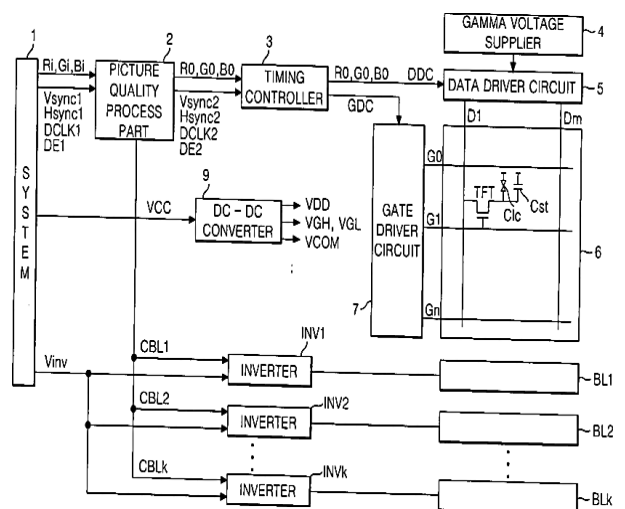 GAMMA VOLTAGE
SUPPLIER
4
1
2
3
Ri,Gi,Bi
PICTURE
QUALITY
PROCESS
PART
R0,G0,B0
TIMING
CONTROLLER
R0,G0,B0
DDC
DATA DRIVER CIRCUIT
5
Vsync1
Hsync1
DCLK1
DE1
Vsync2
Hsync2
DCLK2
DE2
GDC
D1
Dm
SYSTEM
G0
TFT
Clc
Cst
9
VCC
DC-DC
CONVERTER
VDD
VGH, VGL
VCOM
GATE
DRIVER
CIRCUIT
G1
6
7
Gn
Vinv
CBL1
INV1
INVERTER
BL1
CBL2
INV2
INVERTER
BL2
CBLk
INVk
INVERTER
BLk